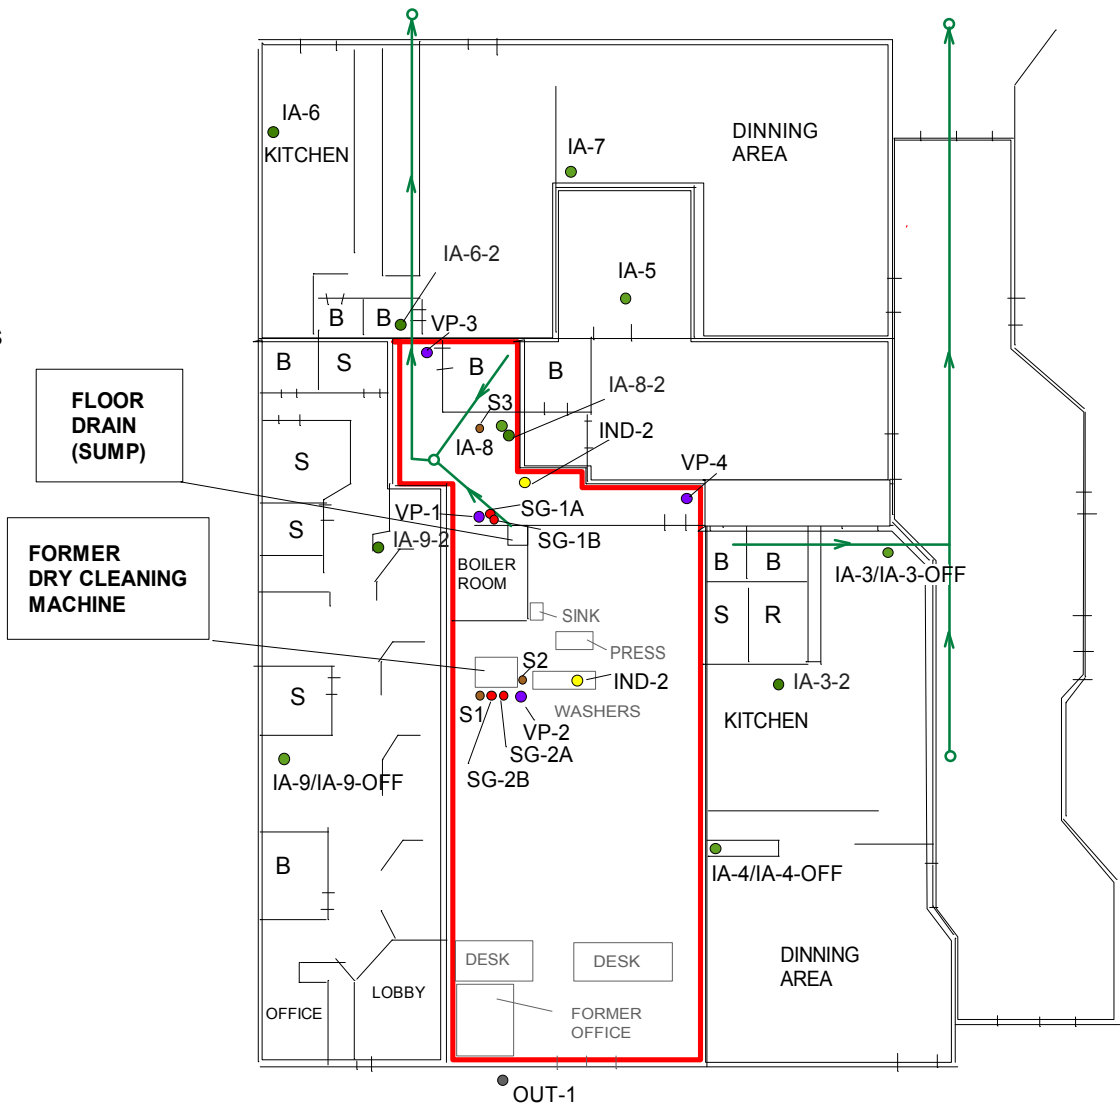 IA-6
KITCHEN
IA-7
DINNING
AREA
IA-6-2
IA-5
B
B
VP-3
S
B
S
B
B
IA-8-2
FLOOR
DRAIN
(SUMP)
S3
IA-8
IND-2
S
VP-4
VP-1
SG-1A
SG-1B
S
IA-9-2
FORMER
DRY CLEANING
MACHINE
BOILER
ROOM
B
B
IA-3/IA-3-OFF
SINK
S
R
PRESS
S2
IND-2
IA-3-2
S
S1
WASHERS
VP-2
KITCHEN
SG-2A
SG-2B
IA-9/IA-9-OFF
B
IA-4/IA-4-OFF
DESK
DESK
DINNING
AREA
LOBBY
OFFICE
FORMER
OFFICE
OUT-1